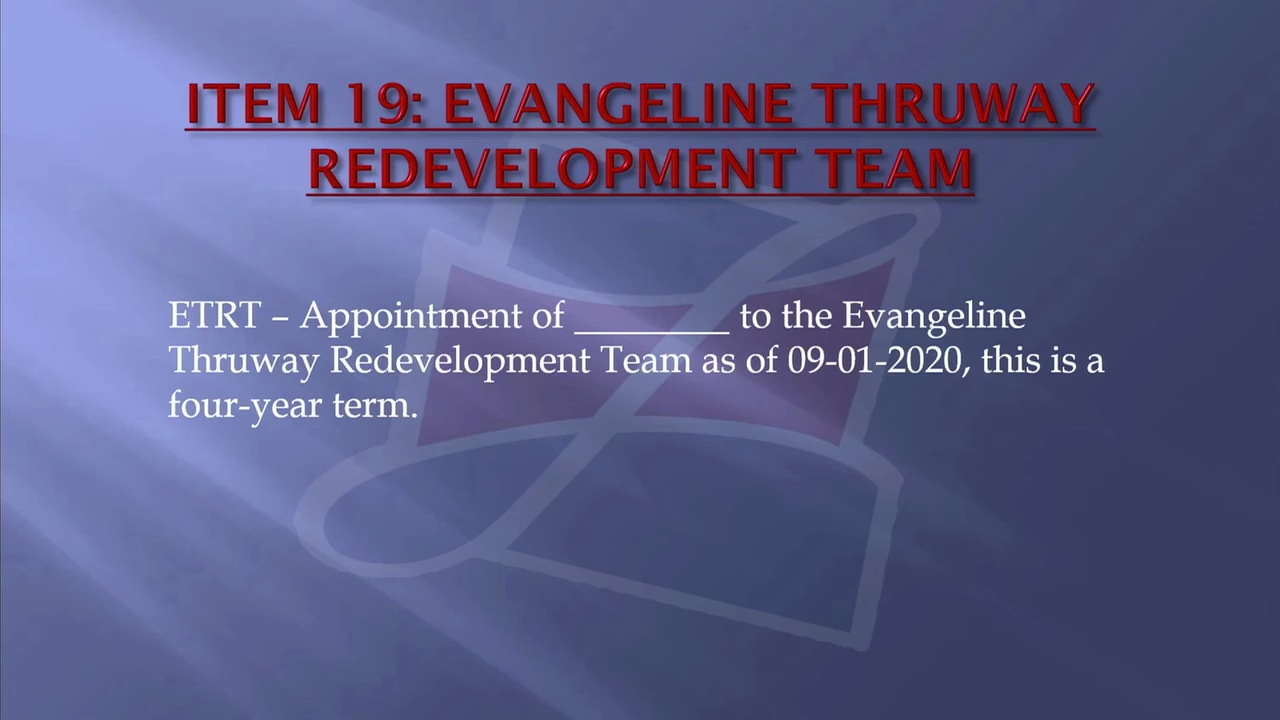 ITEM 19: EVANGELINE THRUWAY
REDEVELOPMENT TEAM
ETRT – Appointment of ________ to the Evangeline
Thruway Redevelopment Team as of 09-01-2020, this is a
four-year term.